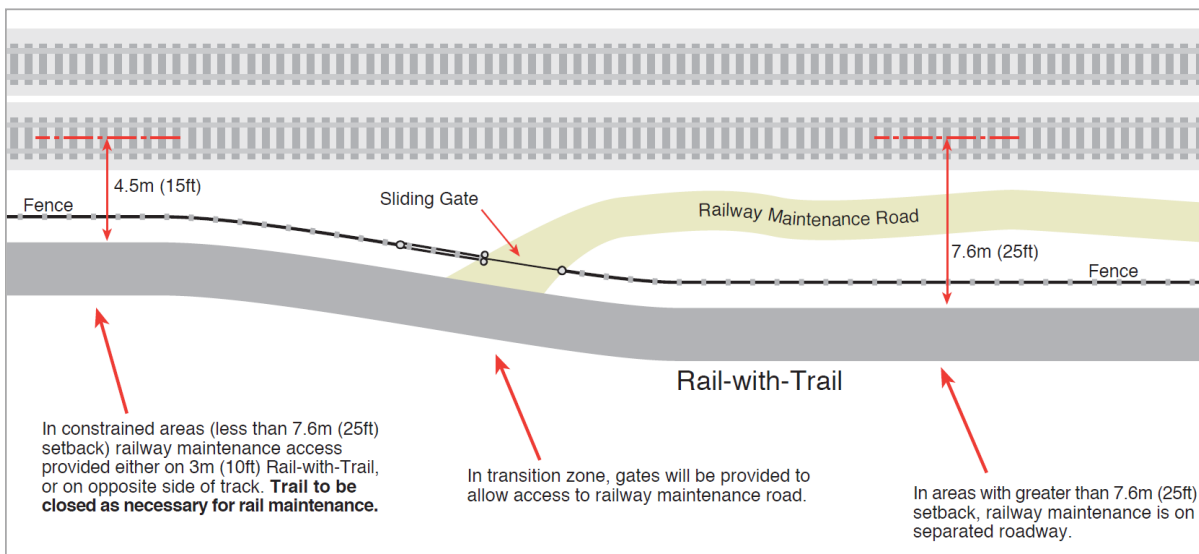 4.5m (15ft)
Fence
Sliding Gate
Railway Maintenance Road
7.6m (25ft)
Fence
Rail-with-Trail
In constrained areas (less than 7.6m (25ft)
setback) railway maintenance access
provided either on 3m (10ft) Rail-with-Trail,
or on opposite side of track. Trail to be
closed as necessary for rail maintenance.
In transition zone, gates will be provided to
allow access to railway maintenance road.
In areas with greater than 7.6m (25ft)
setback, railway maintenance is on
separated roadway.